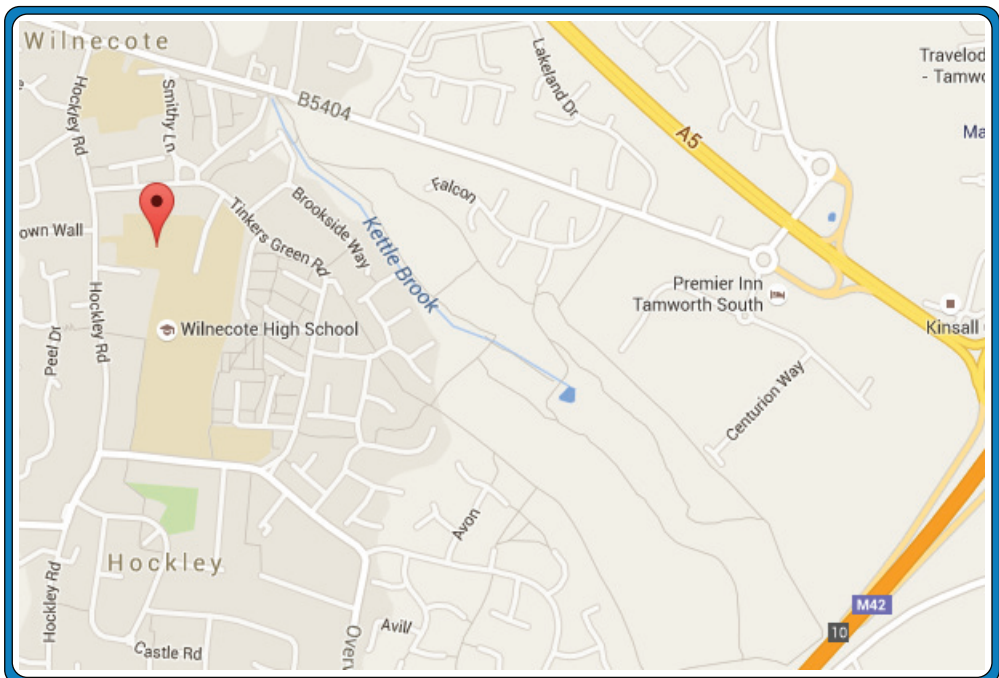 Wilnecote
Hockley Rd
Smithy Ln
B5404
Lakeland Dr
A5
Travelod
- Tamwo
Ma
Falcon
own Wall
Tinkers Green Rd
Brookside Way
Kettle Brook
Premier Inn
Tamworth South
Kinsall
Hockley Rd
Peel Dr
Wilnecote High School
Centurion Way
Avon
Hockley
Hockley Rd
Castle Rd
Avill
Over
M42
10